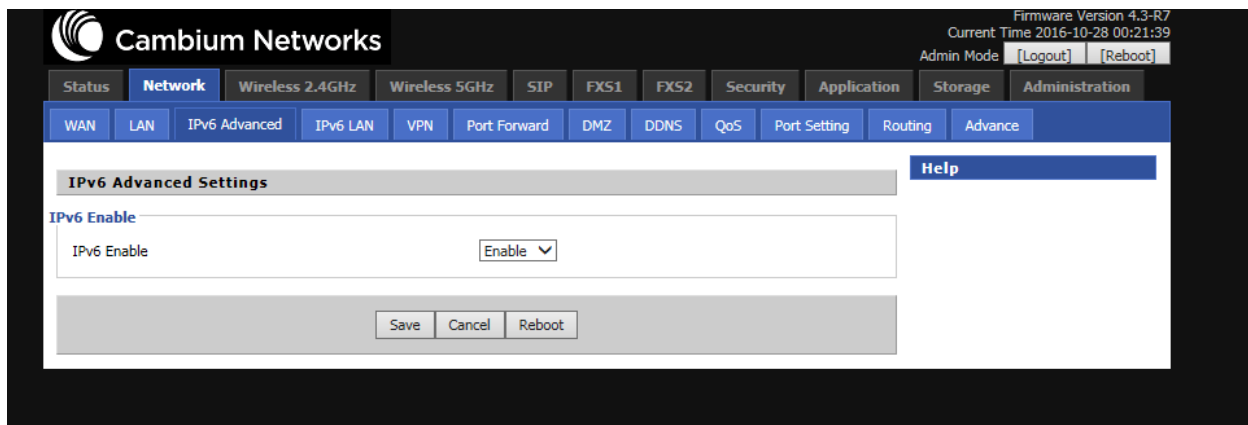 Firmware Version 4.3-R7
Cambium Networks
Current Time 2016-10-28 00:21:39
Admin Mode [Logout] [Reboot]
Status Network Wireless 2.4GHz Wireless 5GHz SIP FXS1 FXS2 Security Application Storage Administration
WAN LAN IPv6 Advanced IPv6 LAN VPN Port Forward DMZ DDNS QoS Port Setting Routing Advance
Help
IPv6 Advanced Settings
IPv6 Enable
IPv6 Enable Enable
Save Cancel Reboot